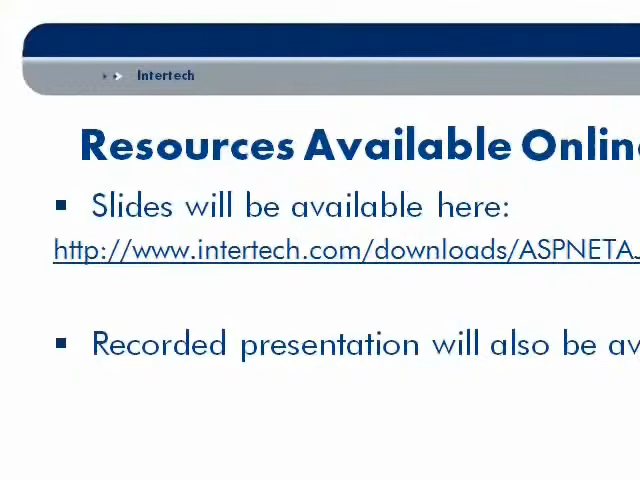 Intertech
Resources Available Onlin
Slides will be available here:
http://www.intertech.com/downloads/ASPNETAJ
Recorded presentation will also be av